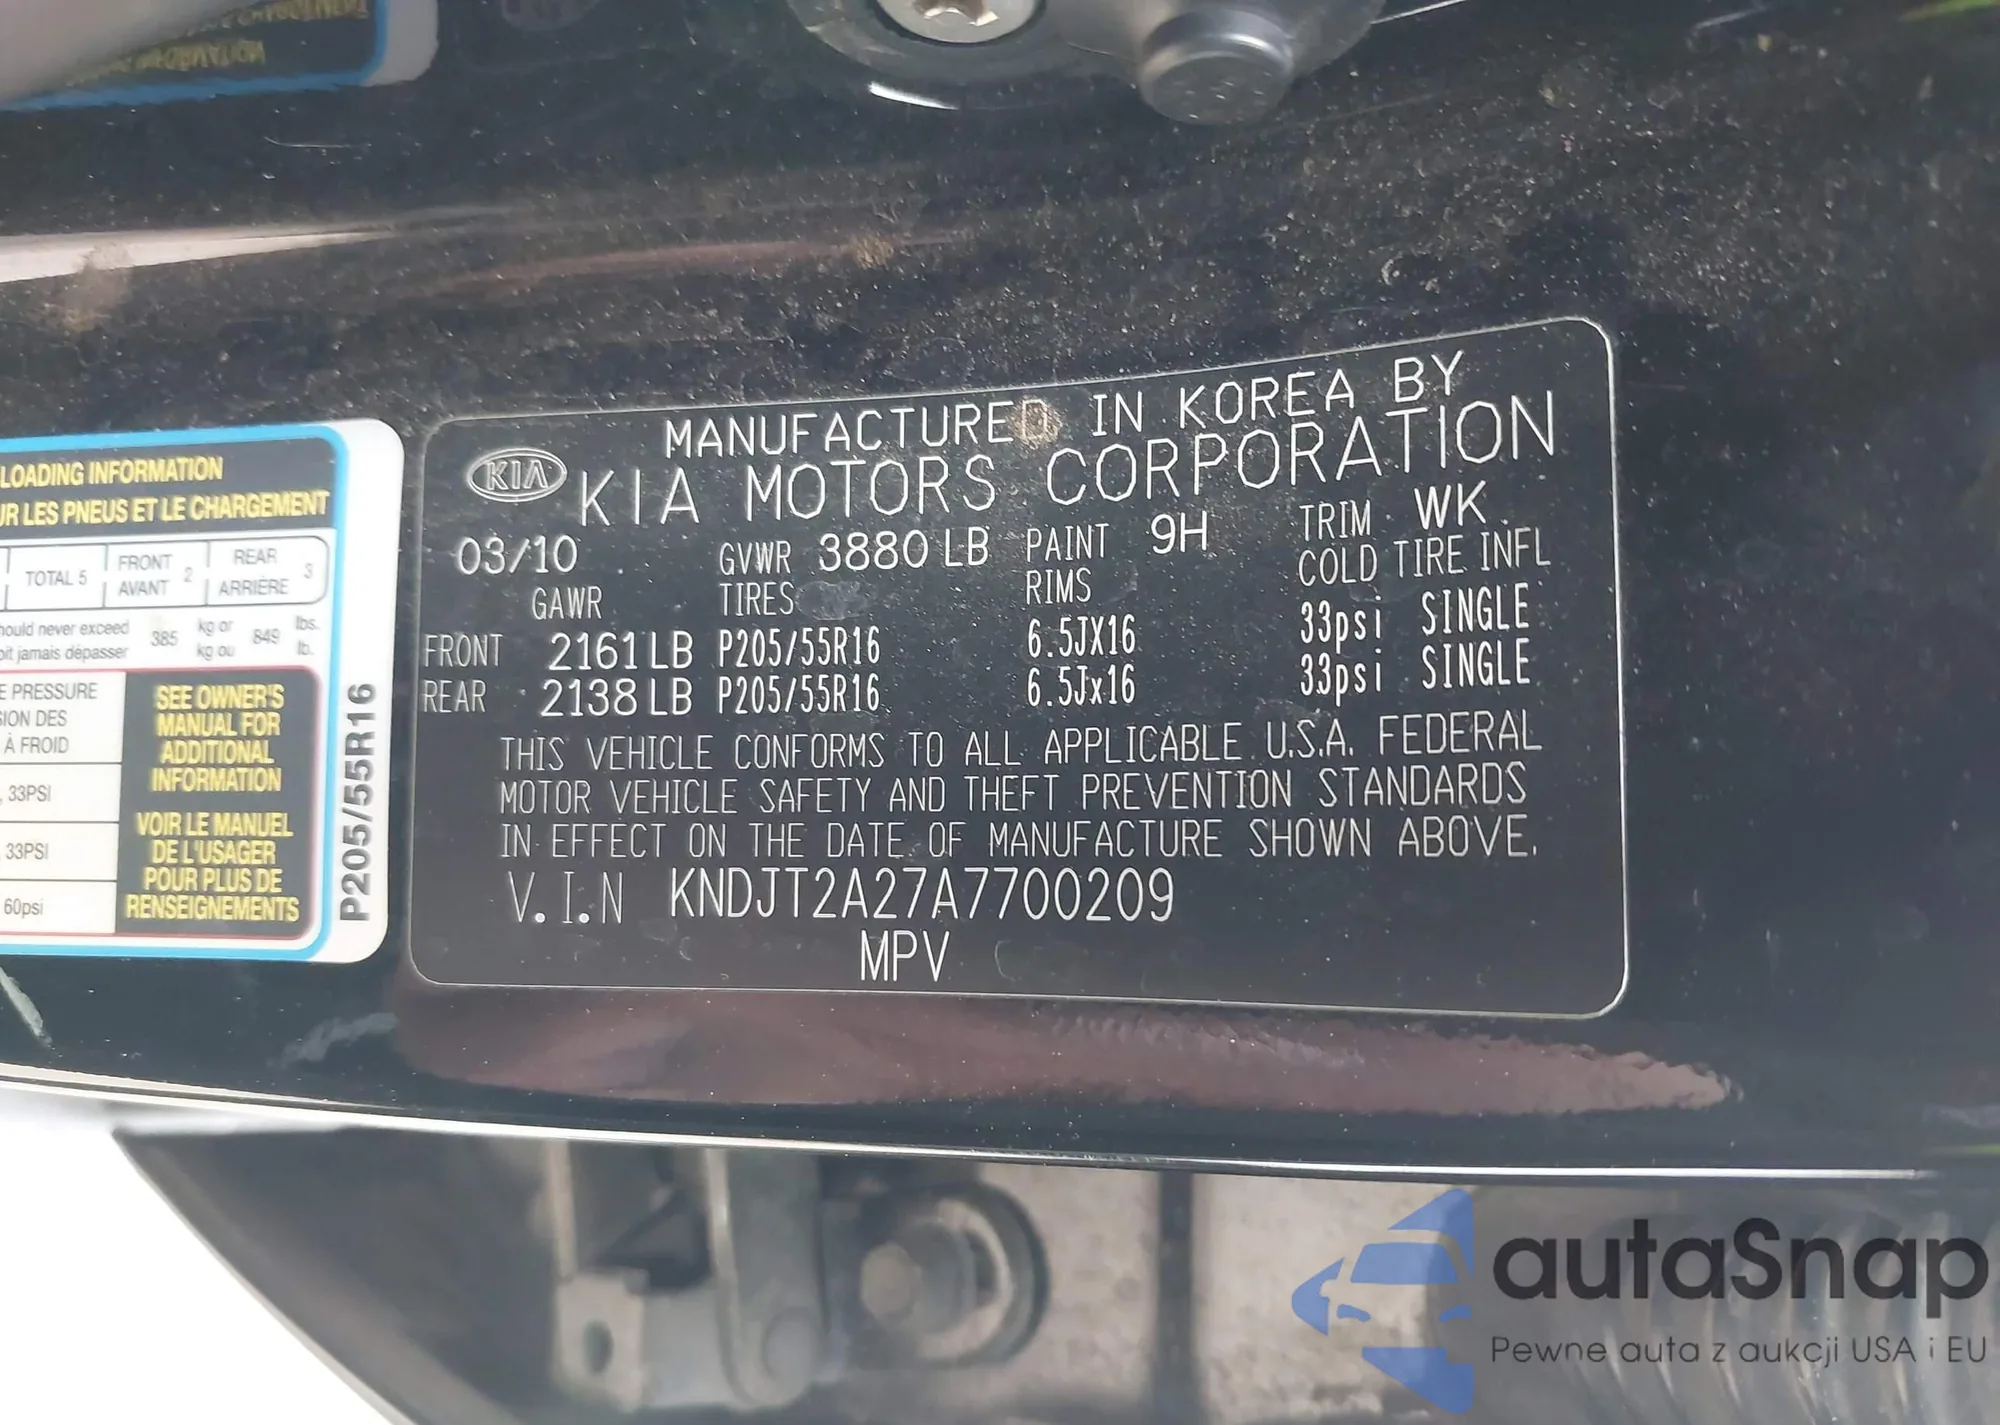 LOADING INFORMATION
UR LES PNEUS ET LE CHARGEMENT
TOTAL 5
FRONT
AVANT
2
REAR
ARRIÈRE
3
never exceed
jamais dépasser
385
kg or
kg ou
849
lbs.
lb.
PRESSURE
DES
À FROID
33PSI
33PSI
60psi
SEE OWNER'S
MANUAL FOR
ADDITIONAL
INFORMATION
VOIR LE MANUEL
DE L'USAGER
POUR PLUS DE
RENSEIGNEMENTS
P205/55R16
MANUFACTURED IN KOREA BY
KIA KIA MOTORS CORPORATION
03/10 GVWR 3880 LB PAINT 9H TRIM WK
GAWR TIRES RIMS COLD TIRE INFL
FRONT 2161 LB P205/55R16 6.5JX16 33psi SINGLE
REAR 2138 LB P205/55R16 6.5Jx16 33psi SINGLE
THIS VEHICLE CONFORMS TO ALL APPLICABLE U.S.A. FEDERAL
MOTOR VEHICLE SAFETY AND THEFT PREVENTION STANDARDS
IN EFFECT ON THE DATE OF MANUFACTURE SHOWN ABOVE.
V.I.N KNDJT2A27A7700209
MPV
autaSnap
Pewne auta z aukcji USA i EU